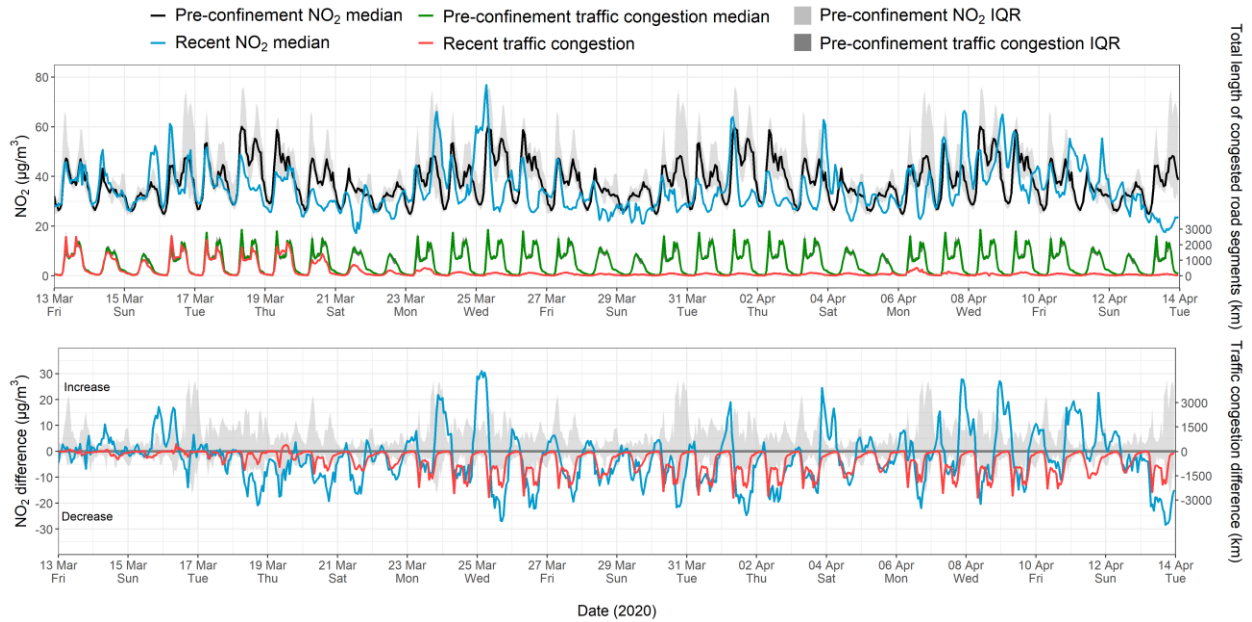 Pre-confinement NO₂ median
Pre-confinement traffic congestion median
Pre-confinement NO₂ IQR
Recent NO₂ median
Recent traffic congestion
Pre-confinement traffic congestion IQR
NO₂ (µg/m³)
80
60
40
20
0
3000
2000
1000
0
Total length of congested road segments (km)
13 Mar 15 Mar 17 Mar 19 Mar 21 Mar 23 Mar 25 Mar 27 Mar 29 Mar 31 Mar 02 Apr 04 Apr 06 Apr 08 Apr 10 Apr 12 Apr 14 Apr
Fri Sun Tue Thu Sat Mon Wed Fri Sun Tue Thu Sat Mon Wed Fri Sun Tue
NO₂ difference (µg/m³)
30
20
10
0
-10
-20
-30
Increase
Decrease
3000
1500
0
-1500
-3000
Traffic congestion difference (km)
13 Mar 15 Mar 17 Mar 19 Mar 21 Mar 23 Mar 25 Mar 27 Mar 29 Mar 31 Mar 02 Apr 04 Apr 06 Apr 08 Apr 10 Apr 12 Apr 14 Apr
Fri Sun Tue Thu Sat Mon Wed Fri Sun Tue Thu Sat Mon Wed Fri Sun Tue
Date (2020)